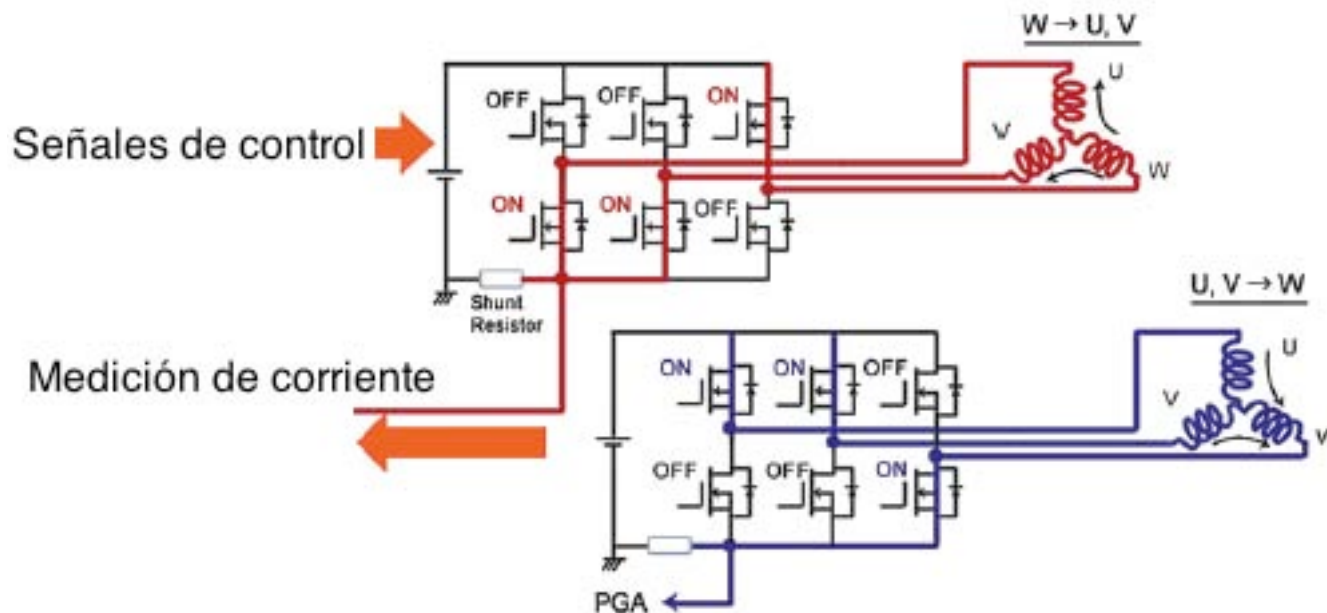 W → U, V
U
V
W
OFF
OFF
ON
Señales de control
ON
ON
OFF
Shunt
Resistor
U, V → W
Medición de corriente
ON
ON
OFF
U
V
OFF
OFF
ON
PGA